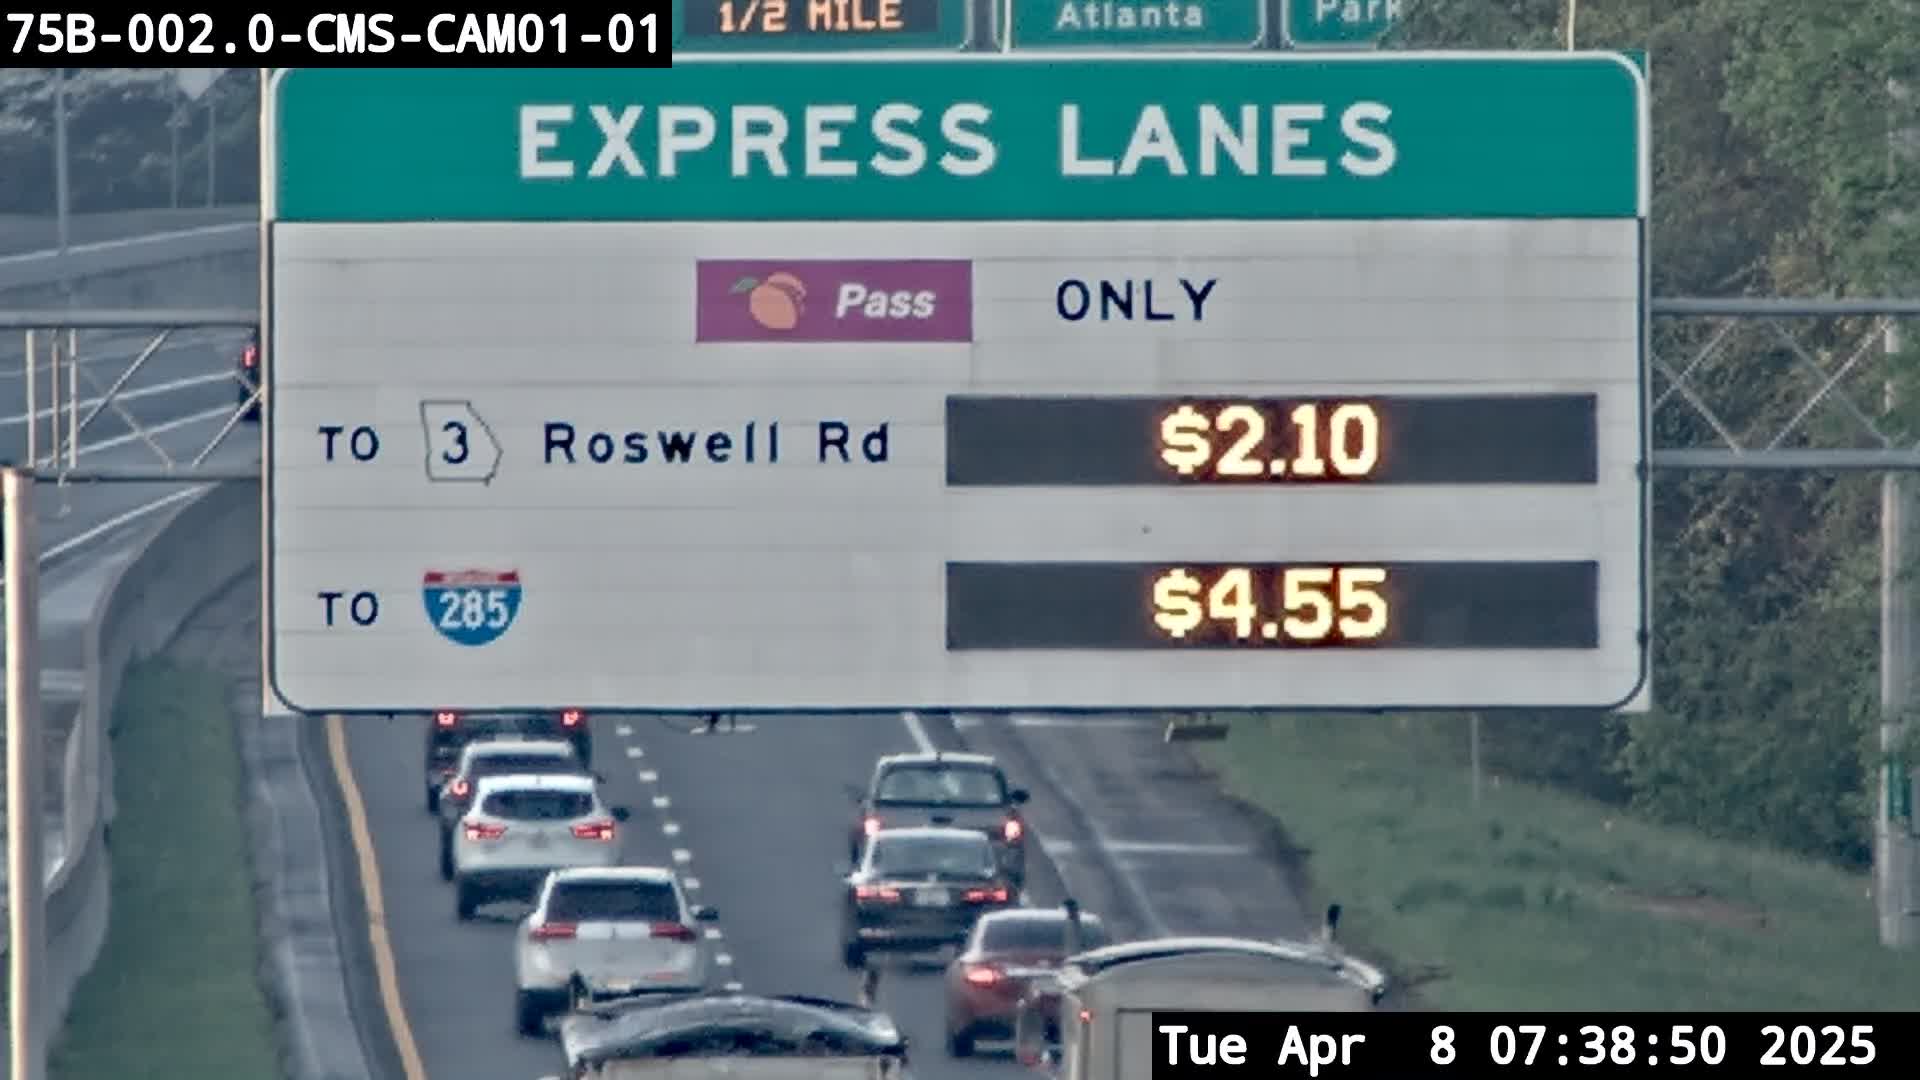 75B-002.0-CMS-CAM01-01
1/2 MILE
Atlanta
Park
EXPRESS LANES
Pass ONLY
TO 3 Roswell Rd $2.10
TO 285 $4.55
Tue Apr 8 07:38:50 2025